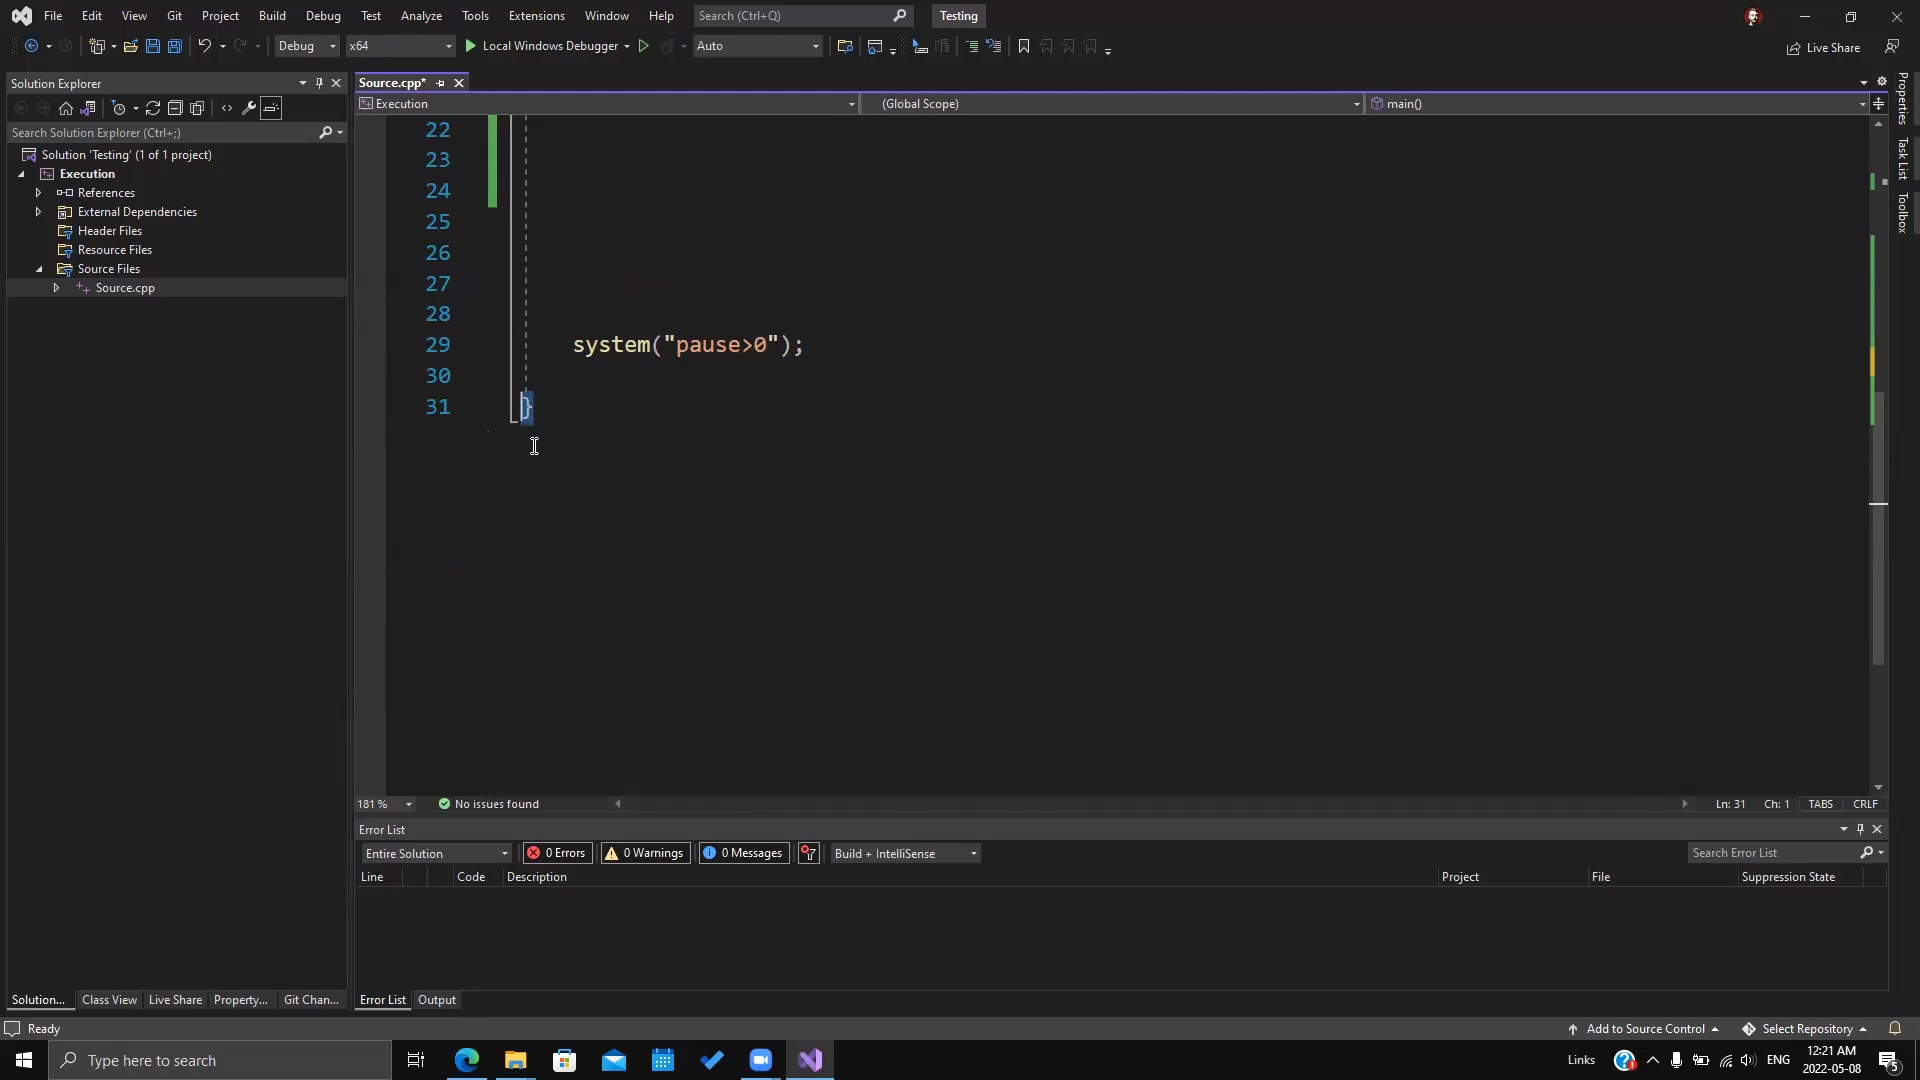 File Edit View Git Project Build Debug Test Analyze Tools Extensions Window Help Search (Ctrl+Q) Testing
Debug x64 Local Windows Debugger Auto Live Share
Solution Explorer
Search Solution Explorer (Ctrl+;)
Solution 'Testing' (1 of 1 project)
Execution
References
External Dependencies
Header Files
Resource Files
Source Files
Source.cpp
Source.cpp*
Execution (Global Scope) main()
22
23
24
25
26
27
28
29 system("pause>0");
30
31 }
181 % No issues found Ln: 31 Ch: 1 TABS CRLF
Error List
Entire Solution 0 Errors 0 Warnings 0 Messages Build + IntelliSense Search Error List
Line Code Description Project File Suppression State
Solution... Class View Live Share Property... Git Chan... Error List Output
Properties
Task List
Toolbox
Ready Add to Source Control Select Repository
Type here to search Links ENG 12:21 AM
2022-05-08
5